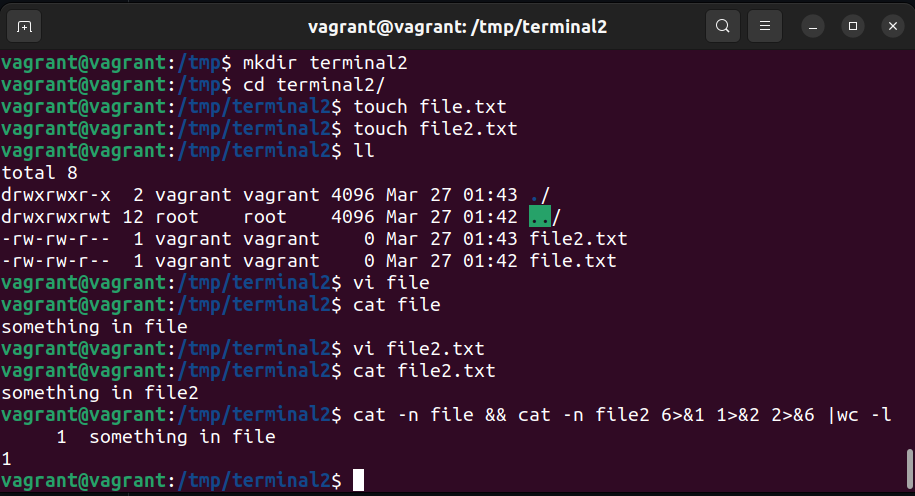 vagrant@vagrant: /tmp/terminal2
vagrant@vagrant:/tmp$ mkdir terminal2
vagrant@vagrant:/tmp$ cd terminal2/
vagrant@vagrant:/tmp/terminal2$ touch file.txt
vagrant@vagrant:/tmp/terminal2$ touch file2.txt
vagrant@vagrant:/tmp/terminal2$ ll
total 8
drwxrwxr-x  2 vagrant vagrant 4096 Mar 27 01:43 ./
drwxrwxrwt 12 root    root    4096 Mar 27 01:42 ../
-rw-rw-r--  1 vagrant vagrant    0 Mar 27 01:43 file2.txt
-rw-rw-r--  1 vagrant vagrant    0 Mar 27 01:42 file.txt
vagrant@vagrant:/tmp/terminal2$ vi file
vagrant@vagrant:/tmp/terminal2$ cat file
something in file
vagrant@vagrant:/tmp/terminal2$ vi file2.txt
vagrant@vagrant:/tmp/terminal2$ cat file2.txt
something in file2
vagrant@vagrant:/tmp/terminal2$ cat -n file && cat -n file2 6>&1 1>&2 2>&6 |wc -l
     1  something in file
1
vagrant@vagrant:/tmp/terminal2$